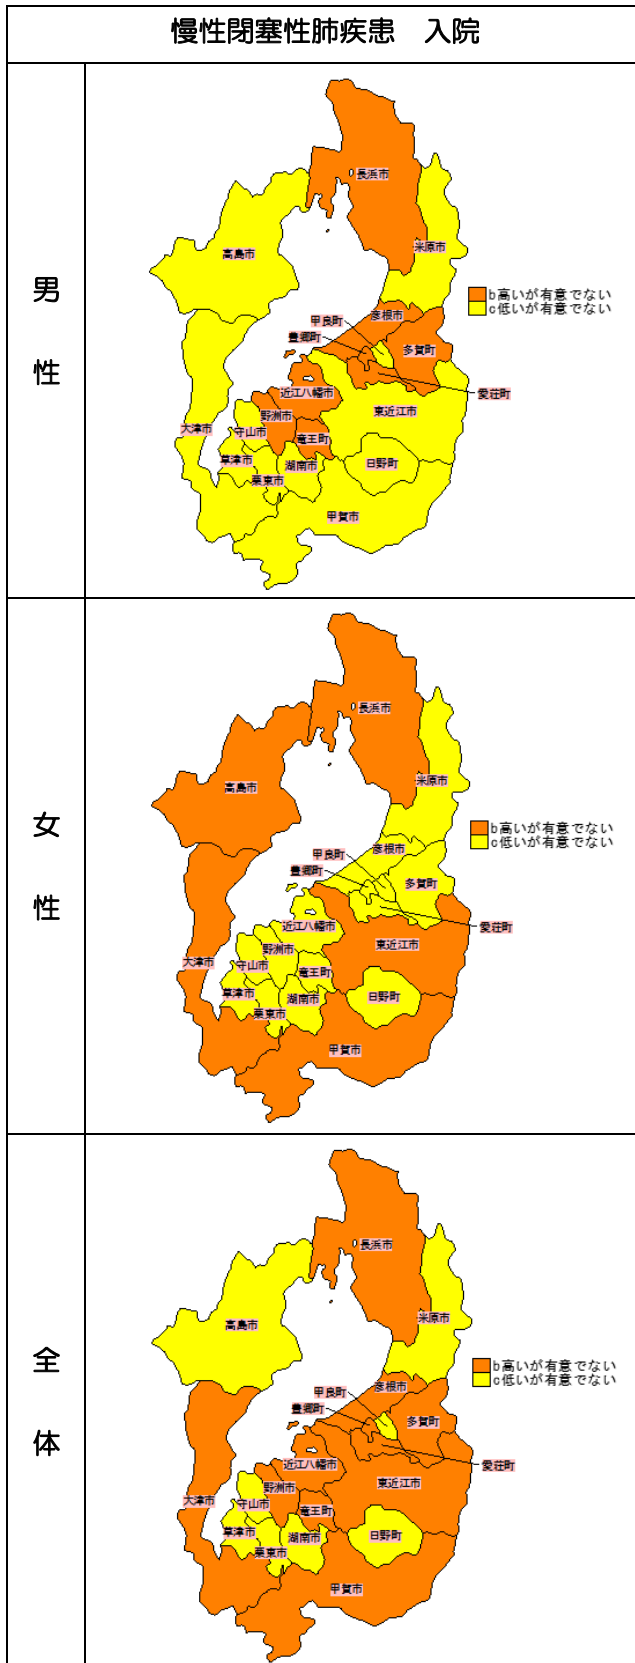 慢性閉塞性肺疾患　入院
男性
長浜市
高島市
米原市
b高いが有意でない
c低いが有意でない
甲良町
彦根市
豊郷町
多賀町
愛荘町
近江八幡市
東近江市
野洲市
大津市
守山市
竜王町
草津市
湖南市
日野町
栗東市
甲賀市
女性
長浜市
高島市
米原市
b高いが有意でない
c低いが有意でない
甲良町
彦根市
豊郷町
多賀町
愛荘町
近江八幡市
東近江市
野洲市
大津市
守山市
竜王町
草津市
湖南市
日野町
栗東市
甲賀市
全体
長浜市
高島市
米原市
b高いが有意でない
c低いが有意でない
甲良町
彦根市
豊郷町
多賀町
愛荘町
近江八幡市
東近江市
野洲市
大津市
守山市
竜王町
草津市
湖南市
日野町
栗東市
甲賀市